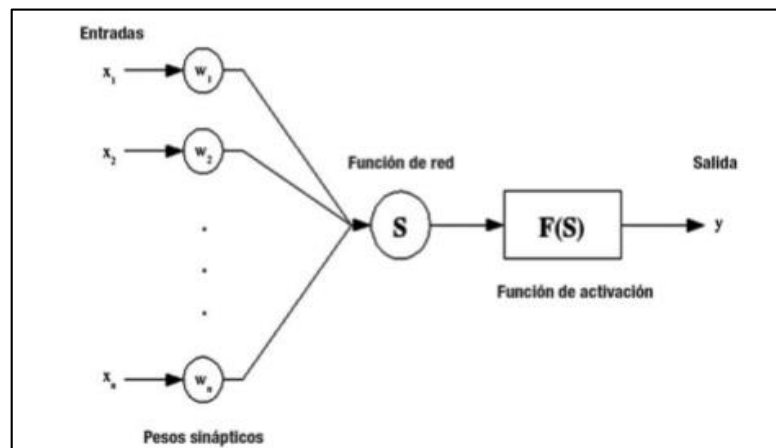 Entradas
x₁ w₁
x₂ w₂
Función de red
Salida
S F(S) y
Función de activación
xₙ wₙ
Pesos sinápticos